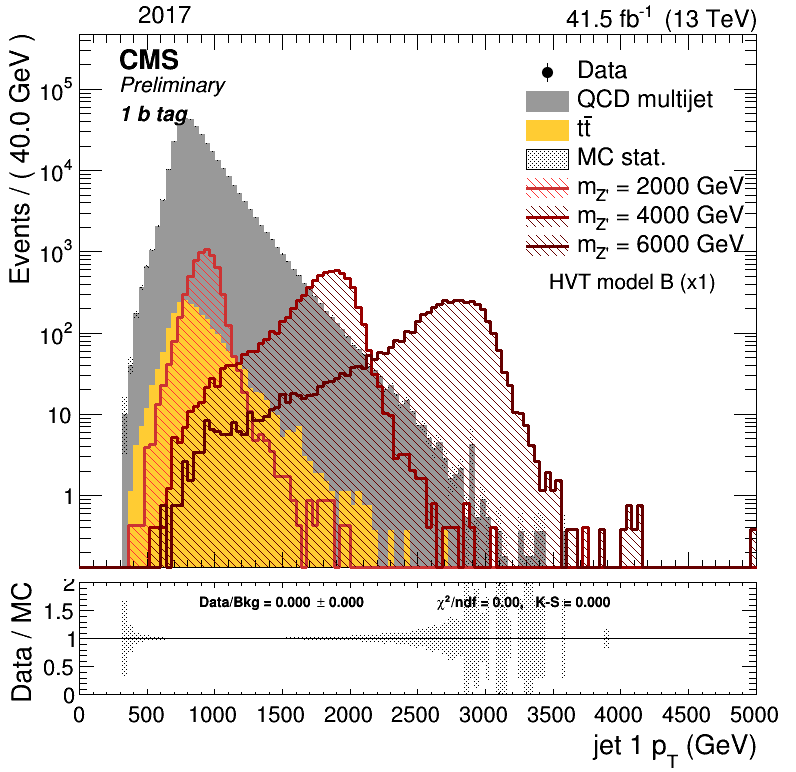 2017
41.5 fb⁻¹ (13 TeV)
CMS
Preliminary
1 b tag
Data
QCD multijet
tt̄
MC stat.
m_Z' = 2000 GeV
m_Z' = 4000 GeV
m_Z' = 6000 GeV
HVT model B (x1)
Events / ( 40.0 GeV )
10⁵
10⁴
10³
10²
10
1
Data/Bkg = 0.000 ± 0.000
χ²/ndf = 0.00, K-S = 0.000
Data / MC
2
1.5
1
0.5
0
0 500 1000 1500 2000 2500 3000 3500 4000 4500 5000
jet 1 p_T (GeV)